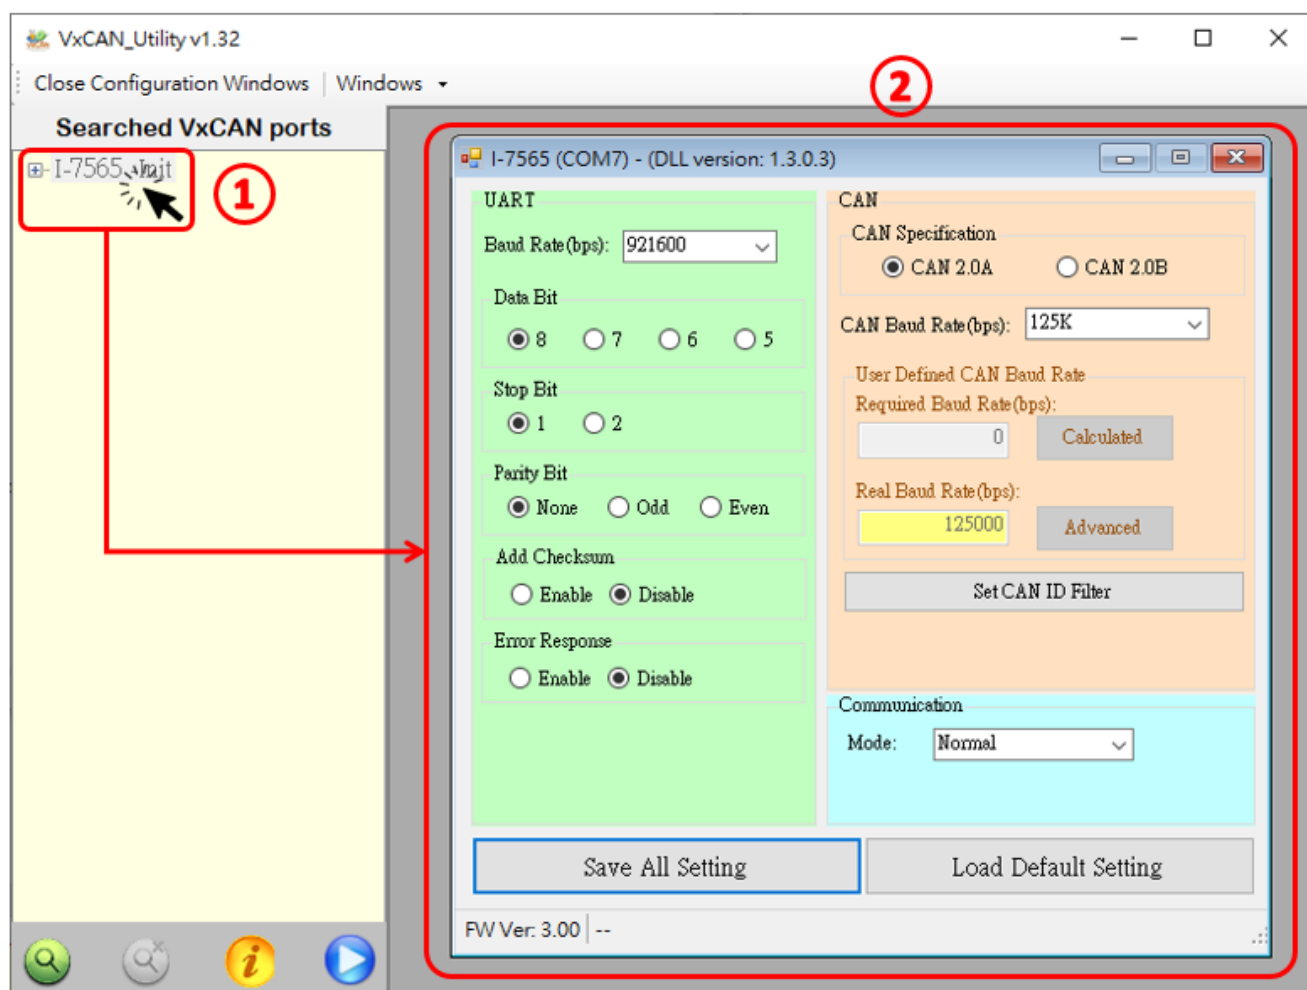 VxCAN_Utility v1.32
Close Configuration Windows | Windows
Searched VxCAN ports
I-7565 Init
1
2
I-7565 (COM7) - (DLL version: 1.3.0.3)
UART
Baud Rate(bps): 921600
Data Bit
8 7 6 5
Stop Bit
1 2
Parity Bit
None Odd Even
Add Checksum
Enable Disable
Error Response
Enable Disable
CAN
CAN Specification
CAN 2.0A CAN 2.0B
CAN Baud Rate(bps): 125K
User Defined CAN Baud Rate
Required Baud Rate(bps):
0 Calculated
Real Baud Rate(bps):
125000 Advanced
Set CAN ID Filter
Communication
Mode: Normal
Save All Setting Load Default Setting
FW Ver: 3.00 --
i